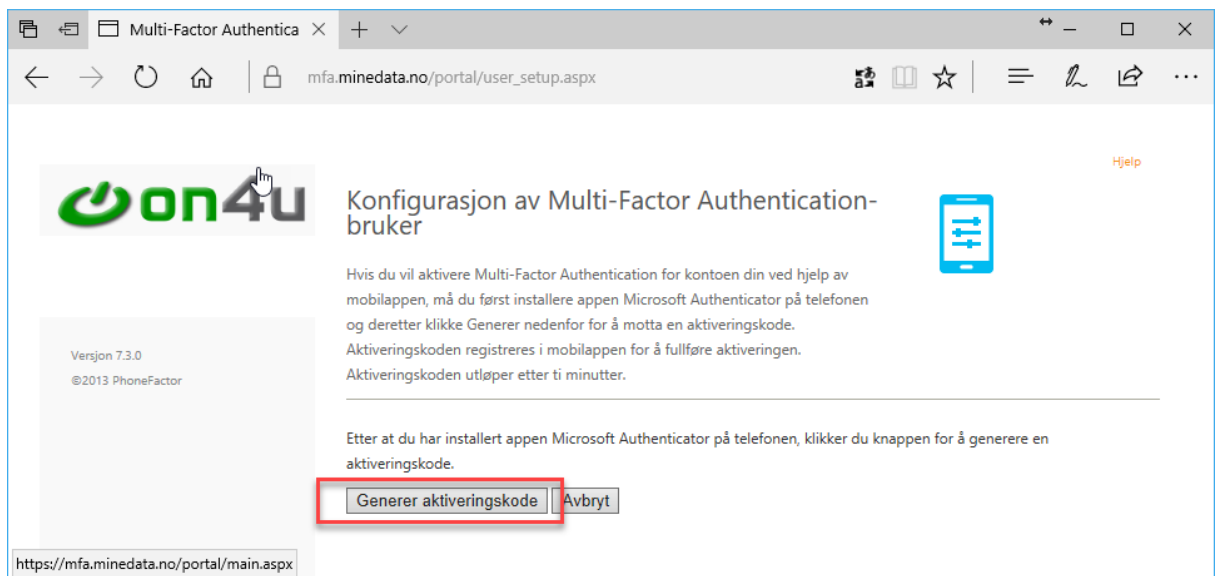 Multi-Factor Authentica
mfa.minedata.no/portal/user_setup.aspx
Hjelp
on4u
Konfigurasjon av Multi-Factor Authentication-
bruker
Hvis du vil aktivere Multi-Factor Authentication for kontoen din ved hjelp av
mobilappen, må du først installere appen Microsoft Authenticator på telefonen
og deretter klikke Generer nedenfor for å motta en aktiveringskode.
Aktiveringskoden registreres i mobilappen for å fullføre aktiveringen.
Aktiveringskoden utløper etter ti minutter.
Versjon 7.3.0
©2013 PhoneFactor
Etter at du har installert appen Microsoft Authenticator på telefonen, klikker du knappen for å generere en
aktiveringskode.
Generer aktiveringskode Avbryt
https://mfa.minedata.no/portal/main.aspx